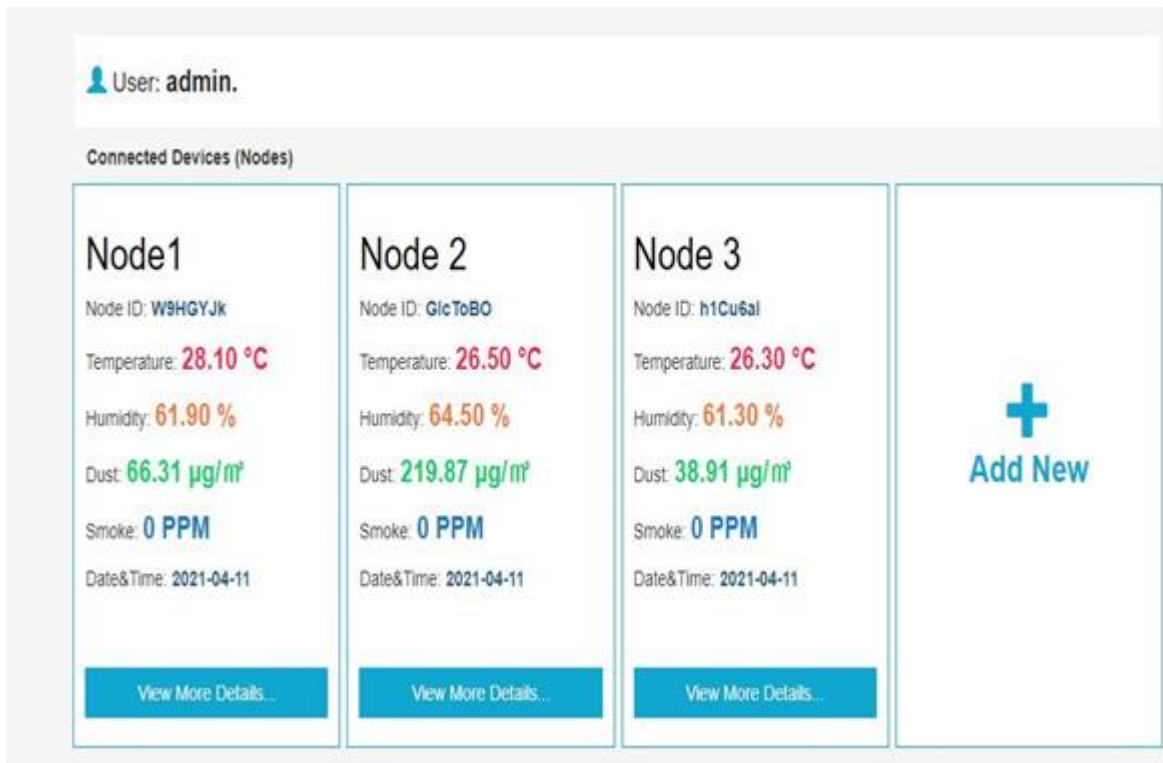 User: admin.
Connected Devices (Nodes)
Node1
Node ID: W9HGYJk
Temperature: 28.10 °C
Humidity: 61.90 %
Dust: 66.31 µg/m³
Smoke: 0 PPM
Date&Time: 2021-04-11
View More Details...
Node 2
Node ID: GlcToBO
Temperature: 26.50 °C
Humidity: 64.50 %
Dust: 219.87 µg/m³
Smoke: 0 PPM
Date&Time: 2021-04-11
View More Details...
Node 3
Node ID: h1Cu6al
Temperature: 26.30 °C
Humidity: 61.30 %
Dust: 38.91 µg/m³
Smoke: 0 PPM
Date&Time: 2021-04-11
View More Details...
Add New